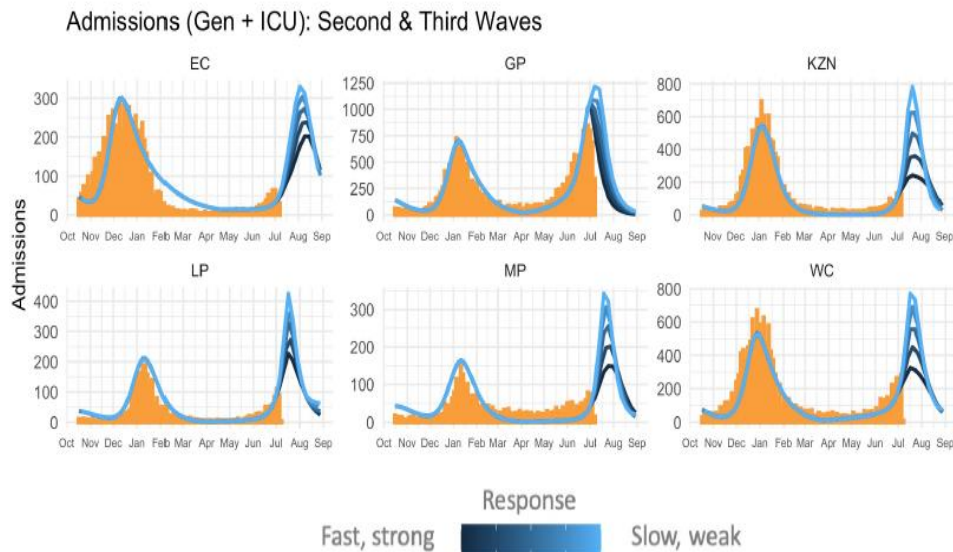 Admissions (Gen + ICU): Second & Third Waves
EC
GP
KZN
300
200
100
0
1250
1000
750
500
250
0
800
600
400
200
0
Oct Nov Dec Jan Feb Mar Apr May Jun Jul Aug Sep
Oct Nov Dec Jan Feb Mar Apr May Jun Jul Aug Sep
Nov Dec Jan Feb Mar Apr May Jun Jul Aug Sep
Admissions
LP
MP
WC
400
300
200
100
0
300
200
100
0
800
600
400
200
0
Oct Nov Dec Jan Feb Mar Apr May Jun Jul Aug Sep
Oct Nov Dec Jan Feb Mar Apr May Jun Jul Aug Sep
Oct Nov Dec Jan Feb Mar Apr May Jun Jul Aug Sep
Response
Fast, strong
Slow, weak